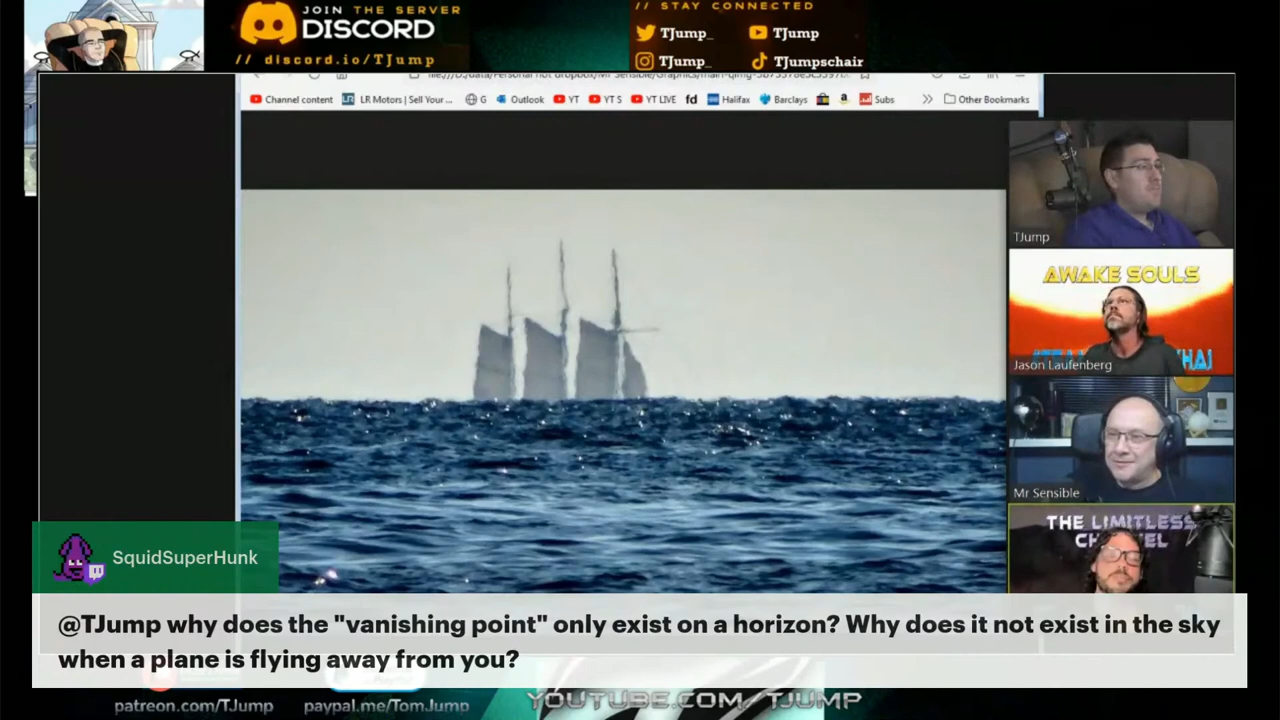 JOIN THE SERVER
DISCORD
// discord.io/TJump
// STAY CONNECTED
TJump_
TJump
TJump_
TJumpschair
Channel content
LR Motors | Sell Your ...
G
Outlook
YT
YT S
YT LIVE
fd
Halifax
Barclays
Subs
Other Bookmarks
TJump
AWAKE SOULS
Jason Laufenberg
Mr Sensible
THE LIMITLESS
SquidSuperHunk
@TJump why does the "vanishing point" only exist on a horizon? Why does it not exist in the sky
when a plane is flying away from you?
patreon.com/TJump
paypal.me/TomJump
YOUTUBE.COM/TJUMP